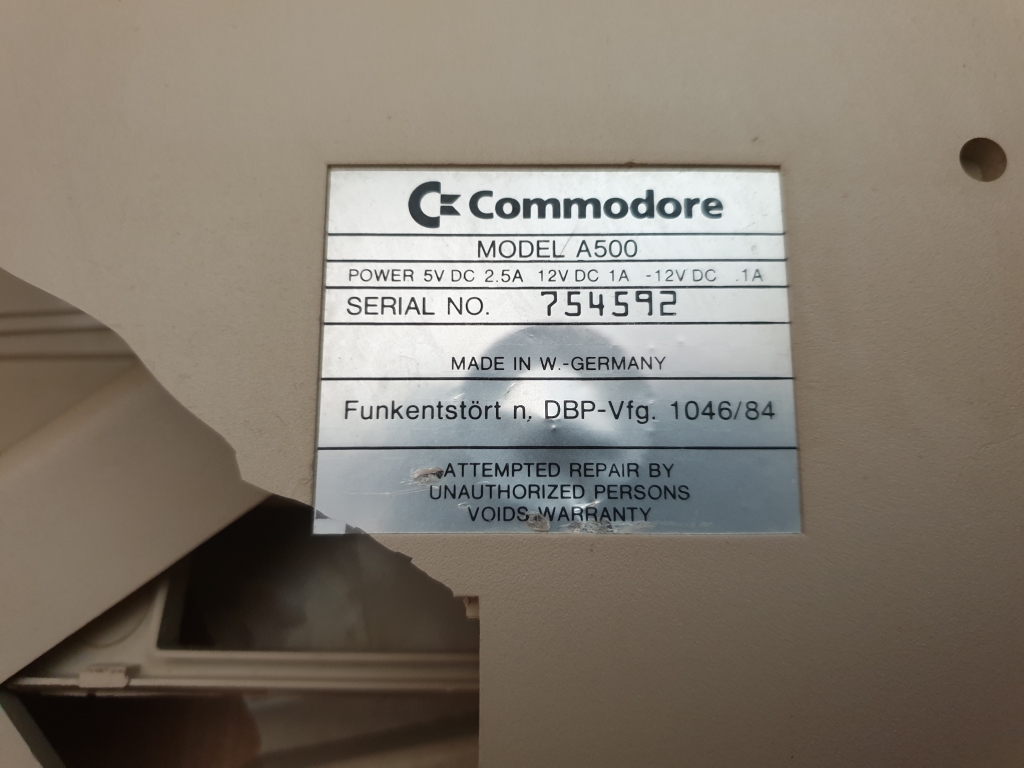 Commodore
MODEL A500
POWER 5V DC 2.5A 12V DC 1A -12V DC .1A
SERIAL NO. 754592
MADE IN W.-GERMANY
Funkentstört n. DBP-Vfg. 1046/84
ATTEMPTED REPAIR BY
UNAUTHORIZED PERSONS
VOIDS WARRANTY